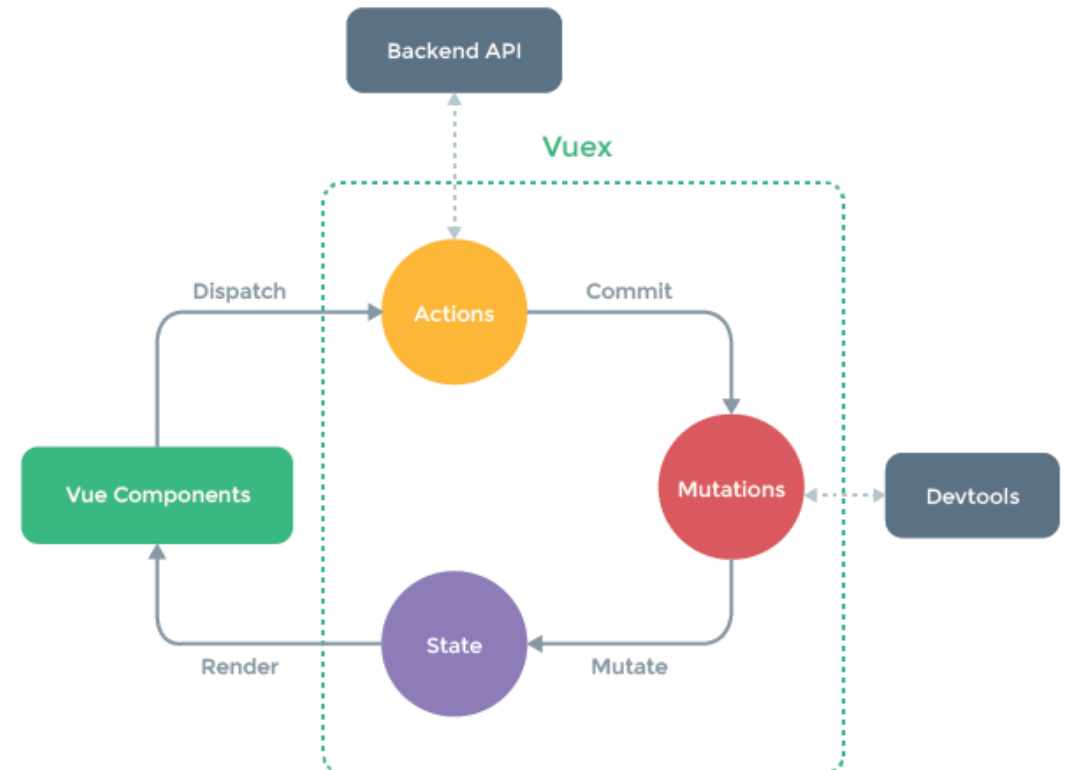 Backend API
Vuex
Dispatch
Commit
Actions
Mutations
Vue Components
Devtools
State
Render
Mutate